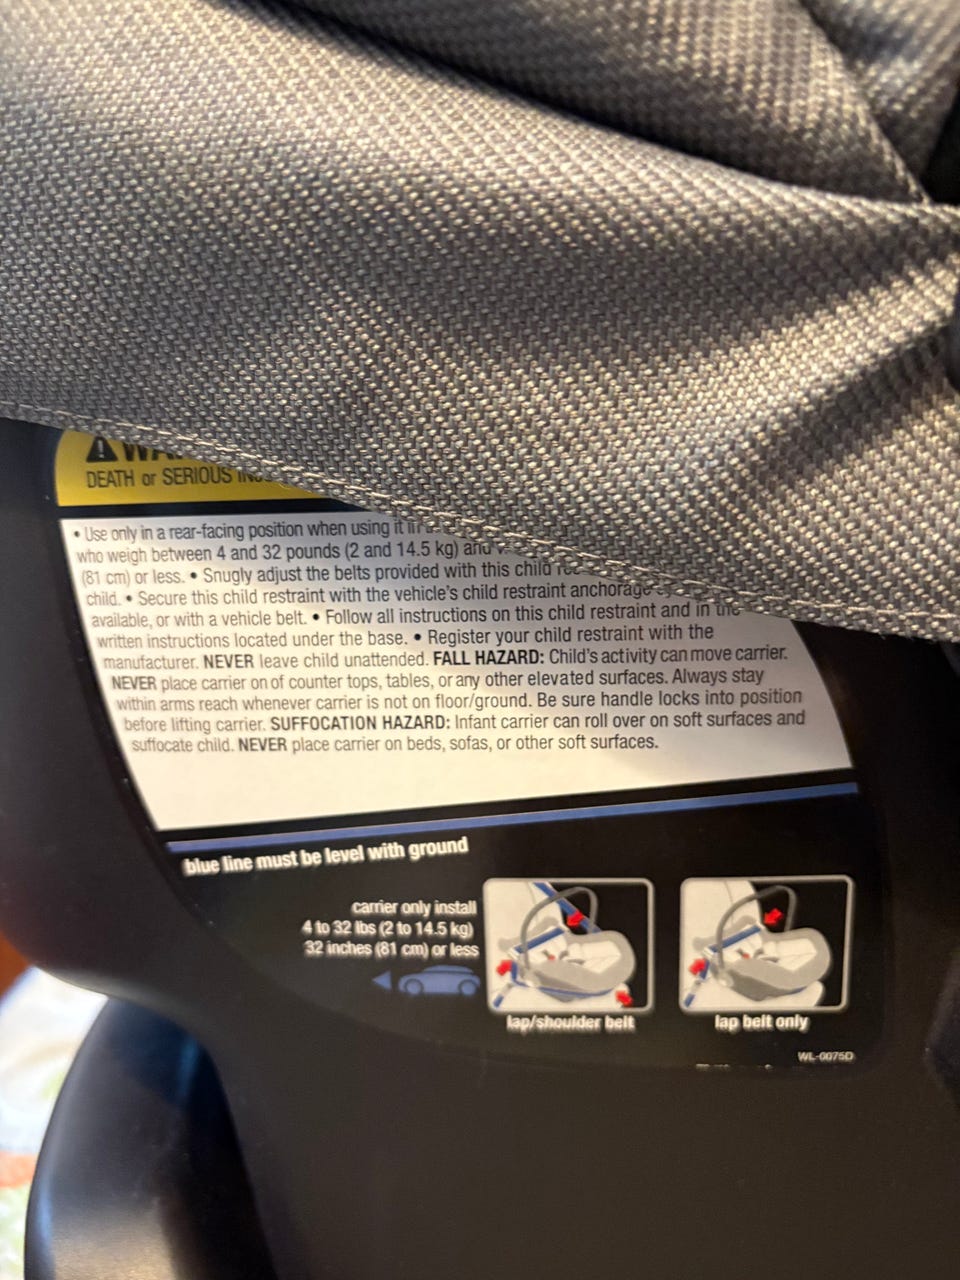 DEATH or SERIOUS
• Use only in a rear-facing position when using it in
who weigh between 4 and 32 pounds (2 and 14.5 kg) and
(81 cm) or less. • Snugly adjust the belts provided with this child
child. • Secure this child restraint with the vehicle's child restraint anchorage
available, or with a vehicle belt. • Follow all instructions on this child restraint and in the
written instructions located under the base. • Register your child restraint with the
manufacturer. NEVER leave child unattended. FALL HAZARD: Child's activity can move carrier.
NEVER place carrier on of counter tops, tables, or any other elevated surfaces. Always stay
within arms reach whenever carrier is not on floor/ground. Be sure handle locks into position
before lifting carrier. SUFFOCATION HAZARD: Infant carrier can roll over on soft surfaces and
suffocate child. NEVER place carrier on beds, sofas, or other soft surfaces.
blue line must be level with ground
carrier only install
4 to 32 lbs (2 to 14.5 kg)
32 inches (81 cm) or less
lap/shoulder belt
lap belt only
WL-0075D